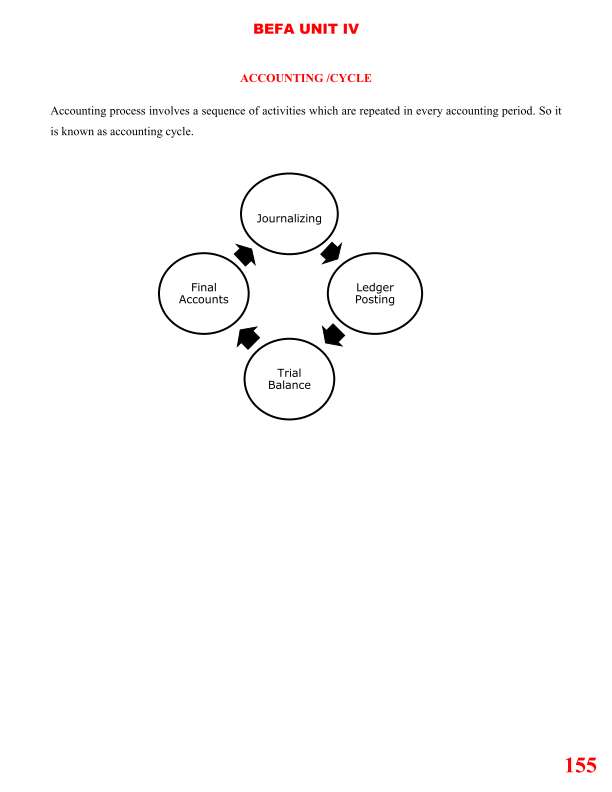 BEFA UNIT IV
ACCOUNTING /CYCLE
Accounting process involves a sequence of activities which are repeated in every accounting period. So it
is known as accounting cycle.
Journalizing
Final
Accounts
Ledger
Posting
Trial
Balance
155